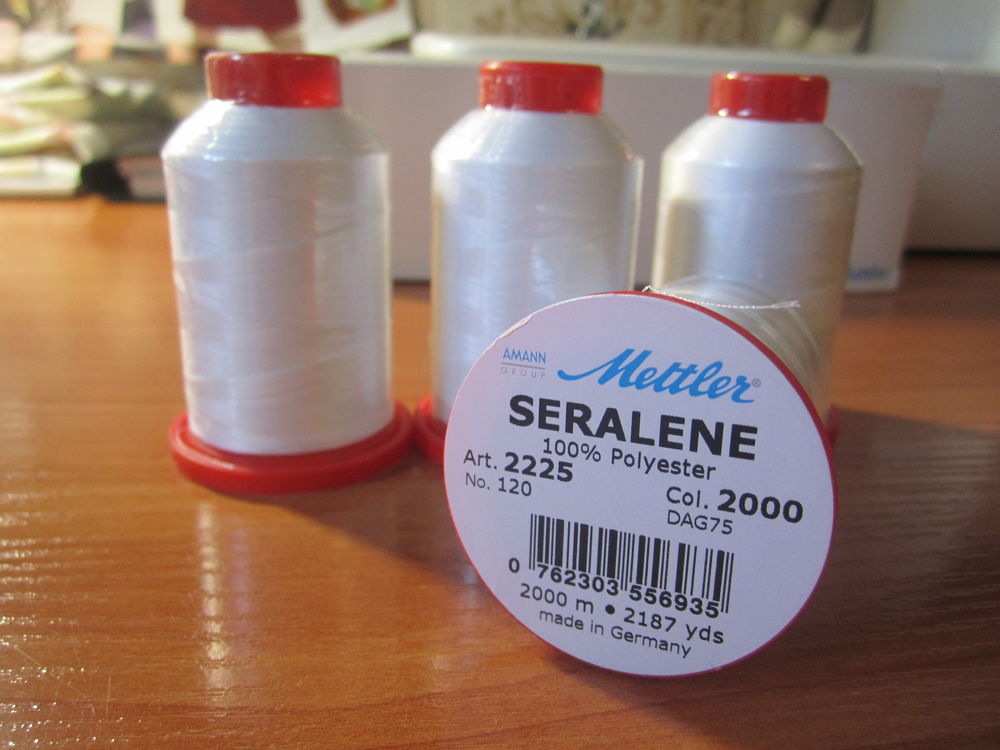 AMANN
GROUP
Mettler®
SERALENE
100% Polyester
Art. 2225
No. 120
Col. 2000
DAG75
0 762303 556935
2000 m • 2187 yds
made in Germany